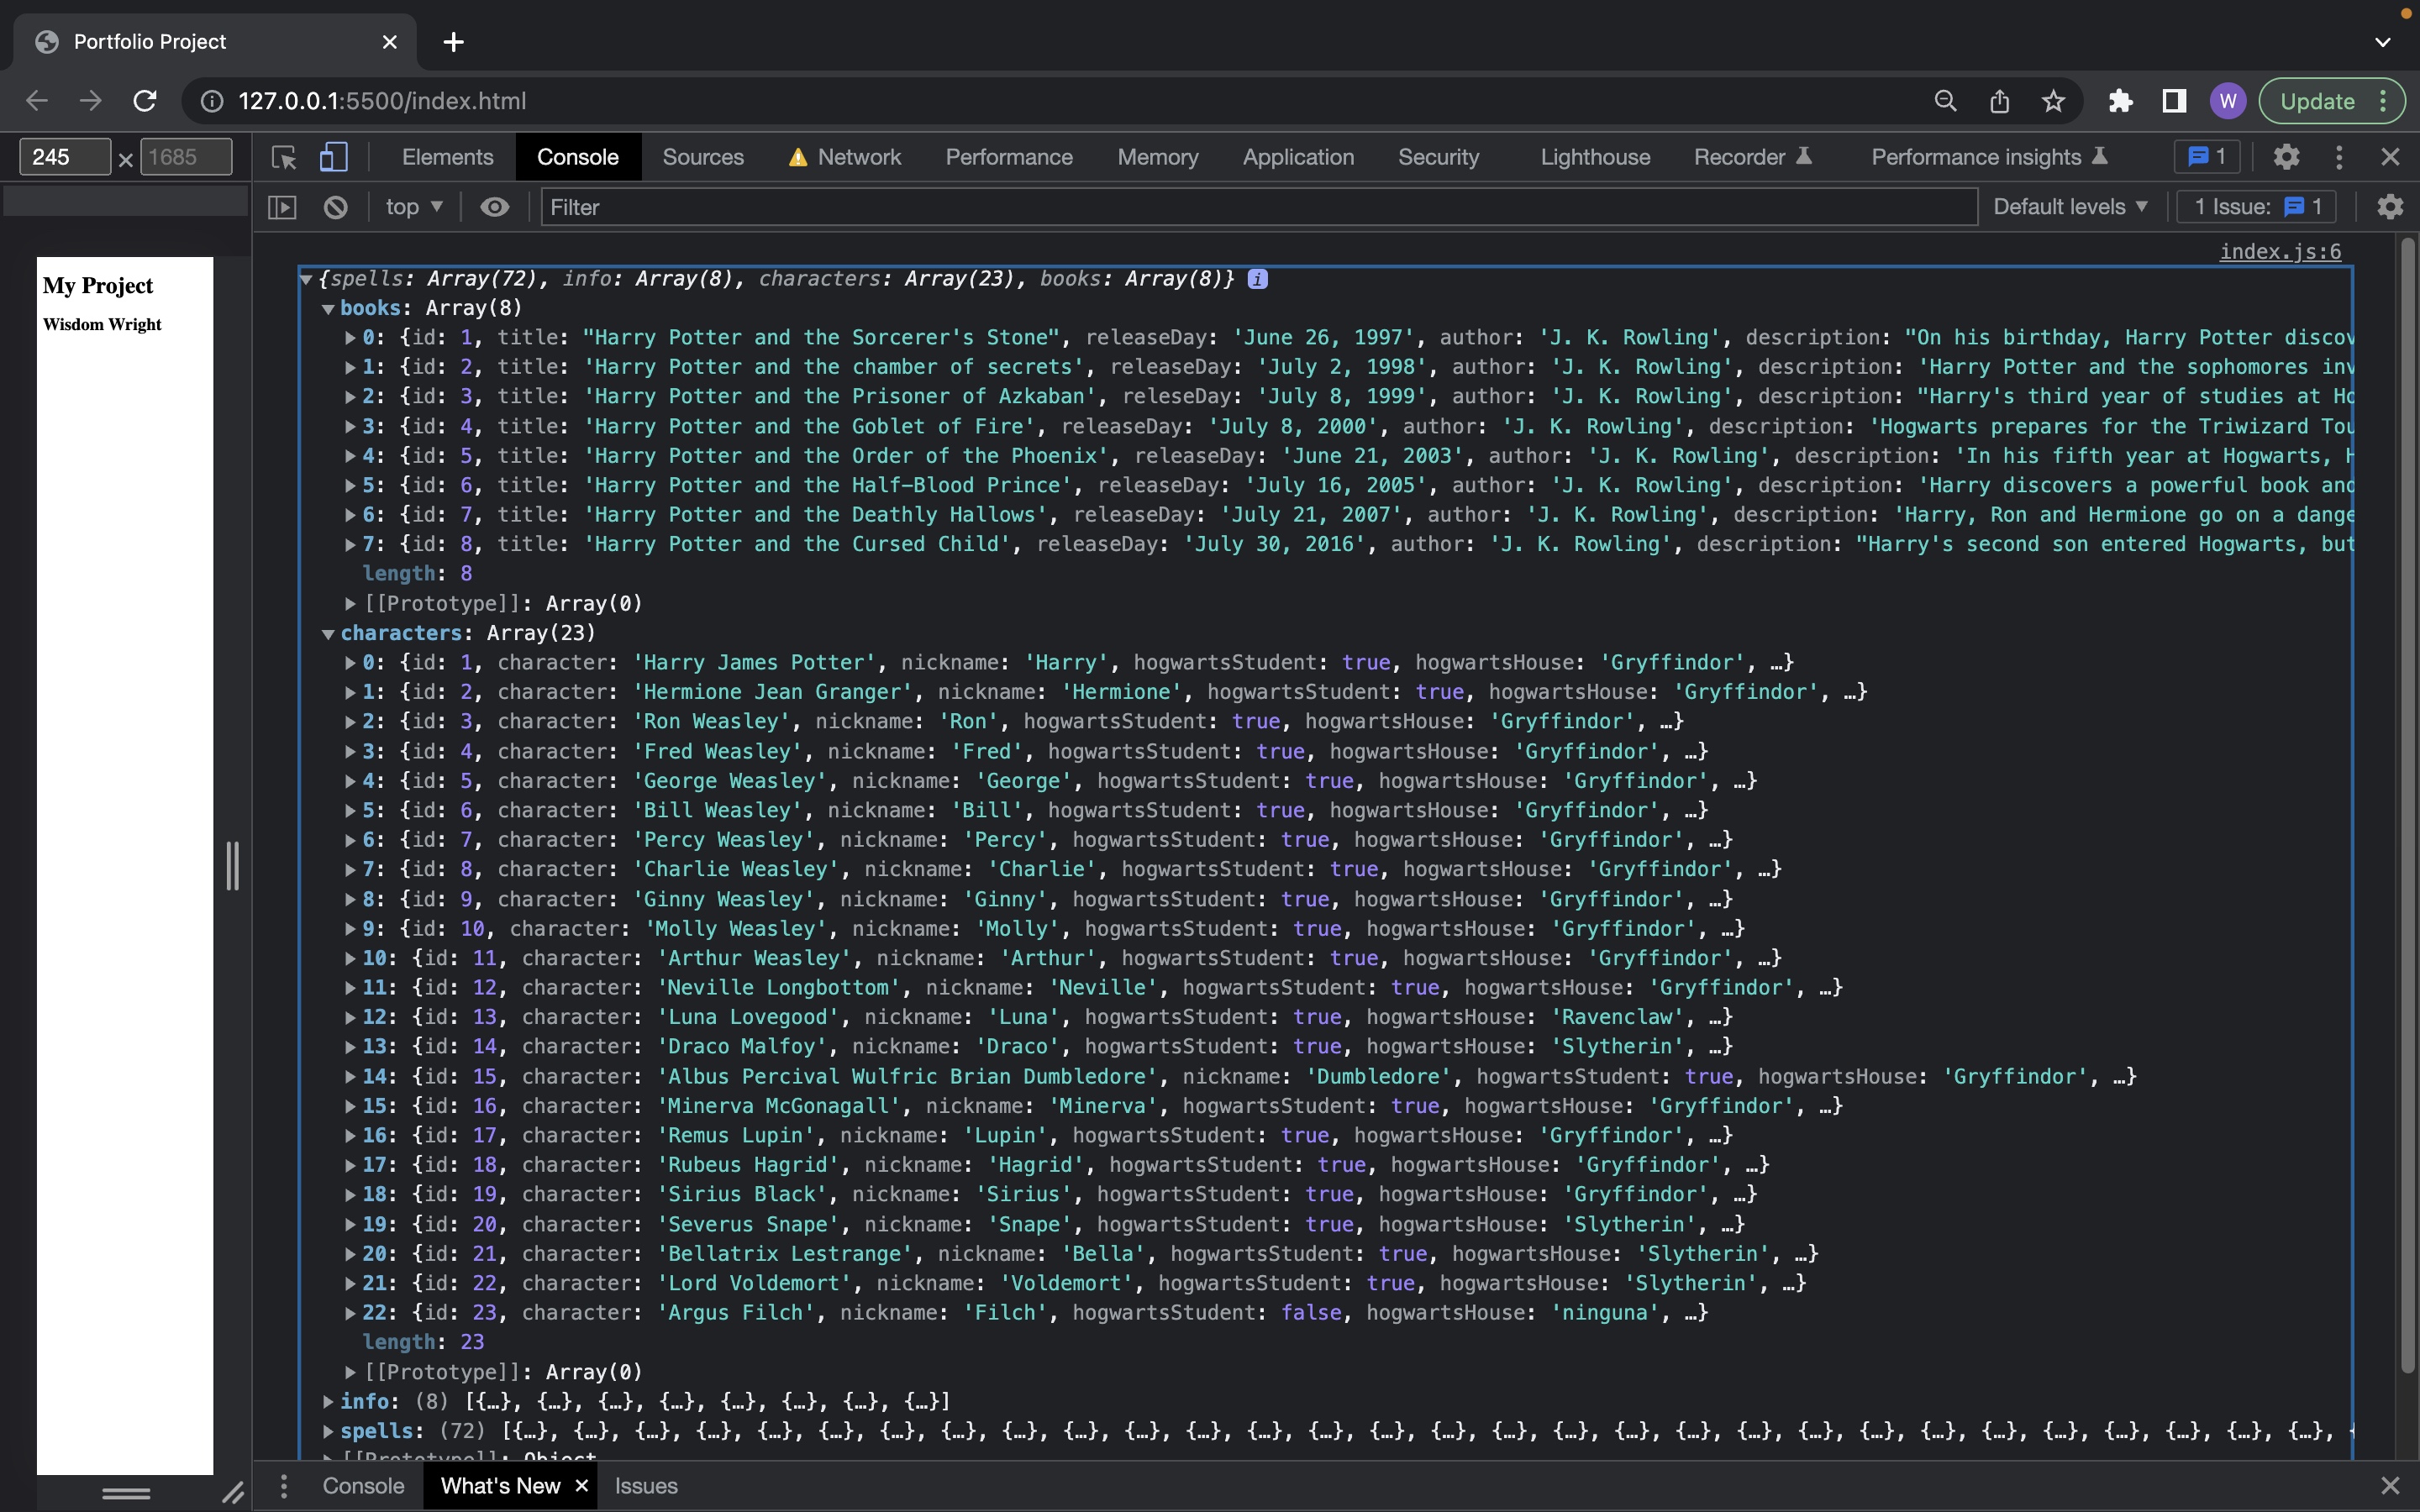 Portfolio Project
127.0.0.1:5500/index.html
W
Update
245 × 1685
Elements Console Sources Network Performance Memory Application Security Lighthouse Recorder Performance insights 1
top Filter Default levels 1 Issue: 1
My Project
Wisdom Wright
index.js:6
{spells: Array(72), info: Array(8), characters: Array(23), books: Array(8)} i
books: Array(8)
0: {id: 1, title: "Harry Potter and the Sorcerer's Stone", releaseDay: 'June 26, 1997', author: 'J. K. Rowling', description: "On his birthday, Harry Potter discov
1: {id: 2, title: 'Harry Potter and the chamber of secrets', releaseDay: 'July 2, 1998', author: 'J. K. Rowling', description: 'Harry Potter and the sophomores inv
2: {id: 3, title: 'Harry Potter and the Prisoner of Azkaban', releseDay: 'July 8, 1999', author: 'J. K. Rowling', description: "Harry's third year of studies at Ho
3: {id: 4, title: 'Harry Potter and the Goblet of Fire', releaseDay: 'July 8, 2000', author: 'J. K. Rowling', description: 'Hogwarts prepares for the Triwizard Tou
4: {id: 5, title: 'Harry Potter and the Order of the Phoenix', releaseDay: 'June 21, 2003', author: 'J. K. Rowling', description: 'In his fifth year at Hogwarts, H
5: {id: 6, title: 'Harry Potter and the Half-Blood Prince', releaseDay: 'July 16, 2005', author: 'J. K. Rowling', description: 'Harry discovers a powerful book and
6: {id: 7, title: 'Harry Potter and the Deathly Hallows', releaseDay: 'July 21, 2007', author: 'J. K. Rowling', description: 'Harry, Ron and Hermione go on a dange
7: {id: 8, title: 'Harry Potter and the Cursed Child', releaseDay: 'July 30, 2016', author: 'J. K. Rowling', description: "Harry's second son entered Hogwarts, but
length: 8
[[Prototype]]: Array(0)
characters: Array(23)
0: {id: 1, character: 'Harry James Potter', nickname: 'Harry', hogwartsStudent: true, hogwartsHouse: 'Gryffindor', …}
1: {id: 2, character: 'Hermione Jean Granger', nickname: 'Hermione', hogwartsStudent: true, hogwartsHouse: 'Gryffindor', …}
2: {id: 3, character: 'Ron Weasley', nickname: 'Ron', hogwartsStudent: true, hogwartsHouse: 'Gryffindor', …}
3: {id: 4, character: 'Fred Weasley', nickname: 'Fred', hogwartsStudent: true, hogwartsHouse: 'Gryffindor', …}
4: {id: 5, character: 'George Weasley', nickname: 'George', hogwartsStudent: true, hogwartsHouse: 'Gryffindor', …}
5: {id: 6, character: 'Bill Weasley', nickname: 'Bill', hogwartsStudent: true, hogwartsHouse: 'Gryffindor', …}
6: {id: 7, character: 'Percy Weasley', nickname: 'Percy', hogwartsStudent: true, hogwartsHouse: 'Gryffindor', …}
7: {id: 8, character: 'Charlie Weasley', nickname: 'Charlie', hogwartsStudent: true, hogwartsHouse: 'Gryffindor', …}
8: {id: 9, character: 'Ginny Weasley', nickname: 'Ginny', hogwartsStudent: true, hogwartsHouse: 'Gryffindor', …}
9: {id: 10, character: 'Molly Weasley', nickname: 'Molly', hogwartsStudent: true, hogwartsHouse: 'Gryffindor', …}
10: {id: 11, character: 'Arthur Weasley', nickname: 'Arthur', hogwartsStudent: true, hogwartsHouse: 'Gryffindor', …}
11: {id: 12, character: 'Neville Longbottom', nickname: 'Neville', hogwartsStudent: true, hogwartsHouse: 'Gryffindor', …}
12: {id: 13, character: 'Luna Lovegood', nickname: 'Luna', hogwartsStudent: true, hogwartsHouse: 'Ravenclaw', …}
13: {id: 14, character: 'Draco Malfoy', nickname: 'Draco', hogwartsStudent: true, hogwartsHouse: 'Slytherin', …}
14: {id: 15, character: 'Albus Percival Wulfric Brian Dumbledore', nickname: 'Dumbledore', hogwartsStudent: true, hogwartsHouse: 'Gryffindor', …}
15: {id: 16, character: 'Minerva McGonagall', nickname: 'Minerva', hogwartsStudent: true, hogwartsHouse: 'Gryffindor', …}
16: {id: 17, character: 'Remus Lupin', nickname: 'Lupin', hogwartsStudent: true, hogwartsHouse: 'Gryffindor', …}
17: {id: 18, character: 'Rubeus Hagrid', nickname: 'Hagrid', hogwartsStudent: true, hogwartsHouse: 'Gryffindor', …}
18: {id: 19, character: 'Sirius Black', nickname: 'Sirius', hogwartsStudent: true, hogwartsHouse: 'Gryffindor', …}
19: {id: 20, character: 'Severus Snape', nickname: 'Snape', hogwartsStudent: true, hogwartsHouse: 'Slytherin', …}
20: {id: 21, character: 'Bellatrix Lestrange', nickname: 'Bella', hogwartsStudent: true, hogwartsHouse: 'Slytherin', …}
21: {id: 22, character: 'Lord Voldemort', nickname: 'Voldemort', hogwartsStudent: true, hogwartsHouse: 'Slytherin', …}
22: {id: 23, character: 'Argus Filch', nickname: 'Filch', hogwartsStudent: false, hogwartsHouse: 'ninguna', …}
length: 23
[[Prototype]]: Array(0)
info: (8) [{…}, {…}, {…}, {…}, {…}, {…}, {…}, {…}]
spells: (72) [{…}, {…}, {…}, {…}, {…}, {…}, {…}, {…}, {…}, {…}, {…}, {…}, {…}, {…}, {…}, {…}, {…}, {…}, {…}, {…}, {…}, {…}, {…}, {…}, {…}, {…}, {…}, {…}, {…}, {…},
[[Prototype]]: Object
Console What's New Issues